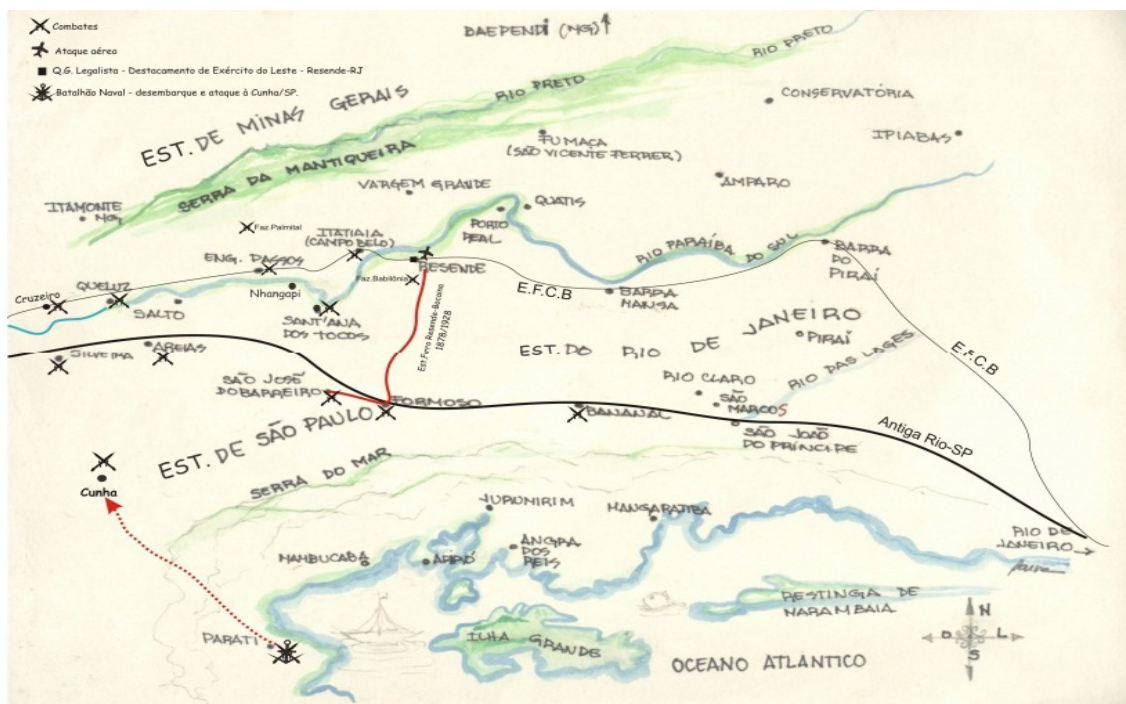 Combates
Ataque aéreo
Q.G. Legalista - Destacamento de Exército do Leste - Resende-RJ
Batalhão Naval - desembarque e ataque à Cunha/SP.
BAEPENDI (MG)
RIO PRETO
RIO PRETO
CONSERVATÓRIA
EST. DE MINAS GERAIS
IPIABAS
FUMAÇA
(SÃO VICENTE FERRER)
SERRA DA MANTIQUEIRA
AMPARO
VARGEM GRANDE
ITAMONTE
MG
QUATIS
PORTO
REAL
Faz.Palmital
ITATIAIA
(CAMPO BELO)
RIO PARAÍBA DO SUL
BARRA
DO
PIRAÍ
ENG. PASSOS
RESENDE
Faz.Babilônia
QUELUZ
Nhangapi
Cruzeiro
SALTO
E.F.C.B
BARRA
MANSA
SANT'ANA
DOS TOCOS
Est.Ferro Resende-Bocaina
1878/1928
EST. DO RIO DE JANEIRO
PIRAÍ
E.F.C.B
SILVEIRA
AREIAS
RIO DAS LAGES
RIO CLARO
SÃO JOSÉ
DO BARREIRO
FORMOSO
BANANAL
SÃO
MARCOS
SÃO JOÃO
DO PRÍNCIPE
Antiga Rio-SP
EST. DE SÃO PAULO
SERRA DO MAR
Cunha
JURUNIRIM
MANGARATIBA
RIO DE
JANEIRO
MAMBUCABA
ANGRA
DOS
REIS
RESTINGA DE
MARAMBAIA
PARATI
ILHA GRANDE
OCEANO ATLÂNTICO
N
O L
S